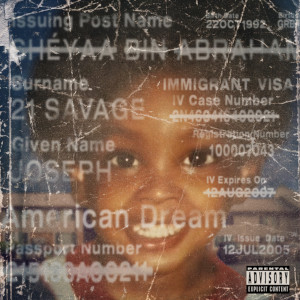 Issuing Post Name
Birth Date
22OCT1992
SHÉYAA BIN ABRAHAM
Surname
IMMIGRANT VISA
21 SAVAGE
IV Case Number
Given Name
Registration Number
100007043
JOSEPH
IV Expires On
12AUG2007
American Dream
Passport Number
IV Issue Date
12JUL2005
PARENTAL
ADVISORY
EXPLICIT CONTENT